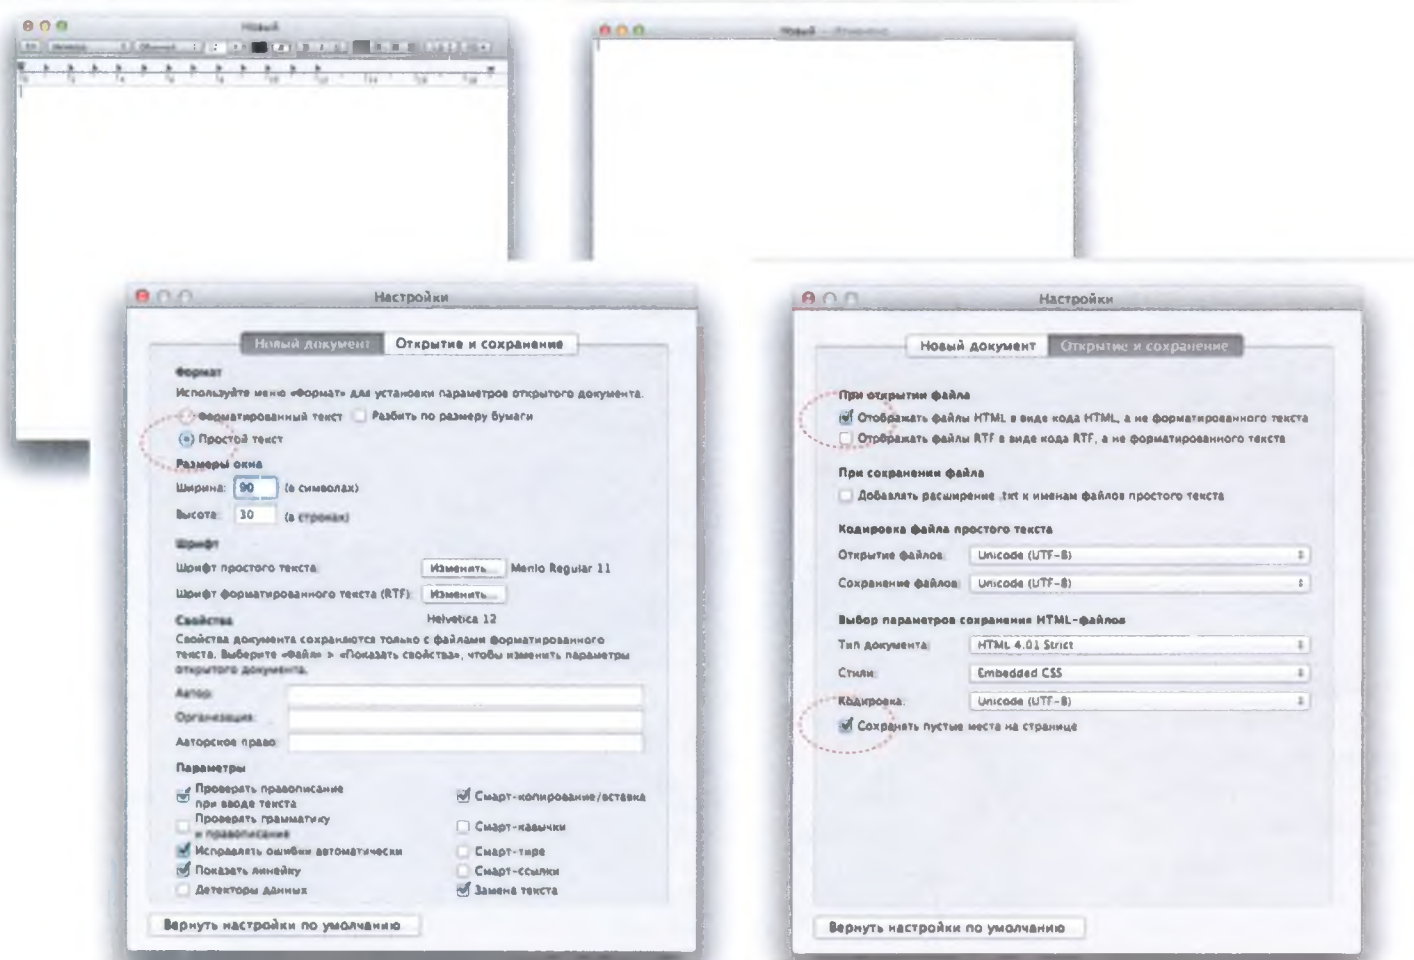 Новый
Новый
Настройки
Новый документ Открытие и сохранение
Формат
Используйте меню «Формат» для установки параметров открытого документа.
Форматированный текст Разбить по размеру бумаги
Простой текст
Размеры окна
Ширина: 90 (в символах)
Высота: 30 (в строках)
Шрифт
Шрифт простого текста: Изменить... Menlo Regular 11
Шрифт форматированного текста (RTF): Изменить...
Helvetica 12
Свойства
Свойства документа сохраняются только с файлами форматированного
текста. Выберите «Файл» > «Показать свойства», чтобы изменить параметры
открытого документа.
Автор:
Организация:
Авторское право:
Параметры
Проверять правописание
при вводе текста
Смарт-копирование/вставка
Проверять грамматику
и правописание
Смарт-кавычки
Исправлять ошибки автоматически
Смарт-тире
Показать линейку
Смарт-ссылки
Детекторы данных
Замена текста
Вернуть настройки по умолчанию
Настройки
Новый документ Открытие и сохранение
При открытии файла
Отображать файлы HTML в виде кода HTML, а не форматированного текста
Отображать файлы RTF в виде кода RTF, а не форматированного текста
При сохранении файла
Добавлять расширение .txt к именам файлов простого текста
Кодировка файла простого текста
Открытие файлов: Unicode (UTF-8)
Сохранение файлов: Unicode (UTF-8)
Выбор параметров сохранения HTML-файлов
Тип документа: HTML 4.01 Strict
Стили: Embedded CSS
Кодировка: Unicode (UTF-8)
Сохранять пустые места на странице
Вернуть настройки по умолчанию